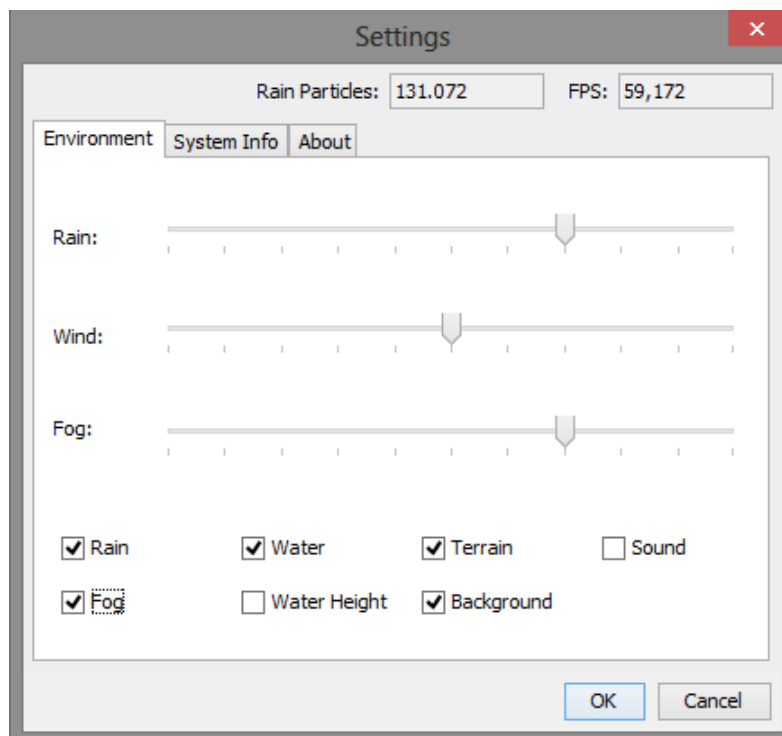 Settings
Rain Particles: 131.072 FPS: 59,172
Environment System Info About
Rain:
Wind:
Fog:
Rain Water Terrain Sound
Fog Water Height Background
OK Cancel